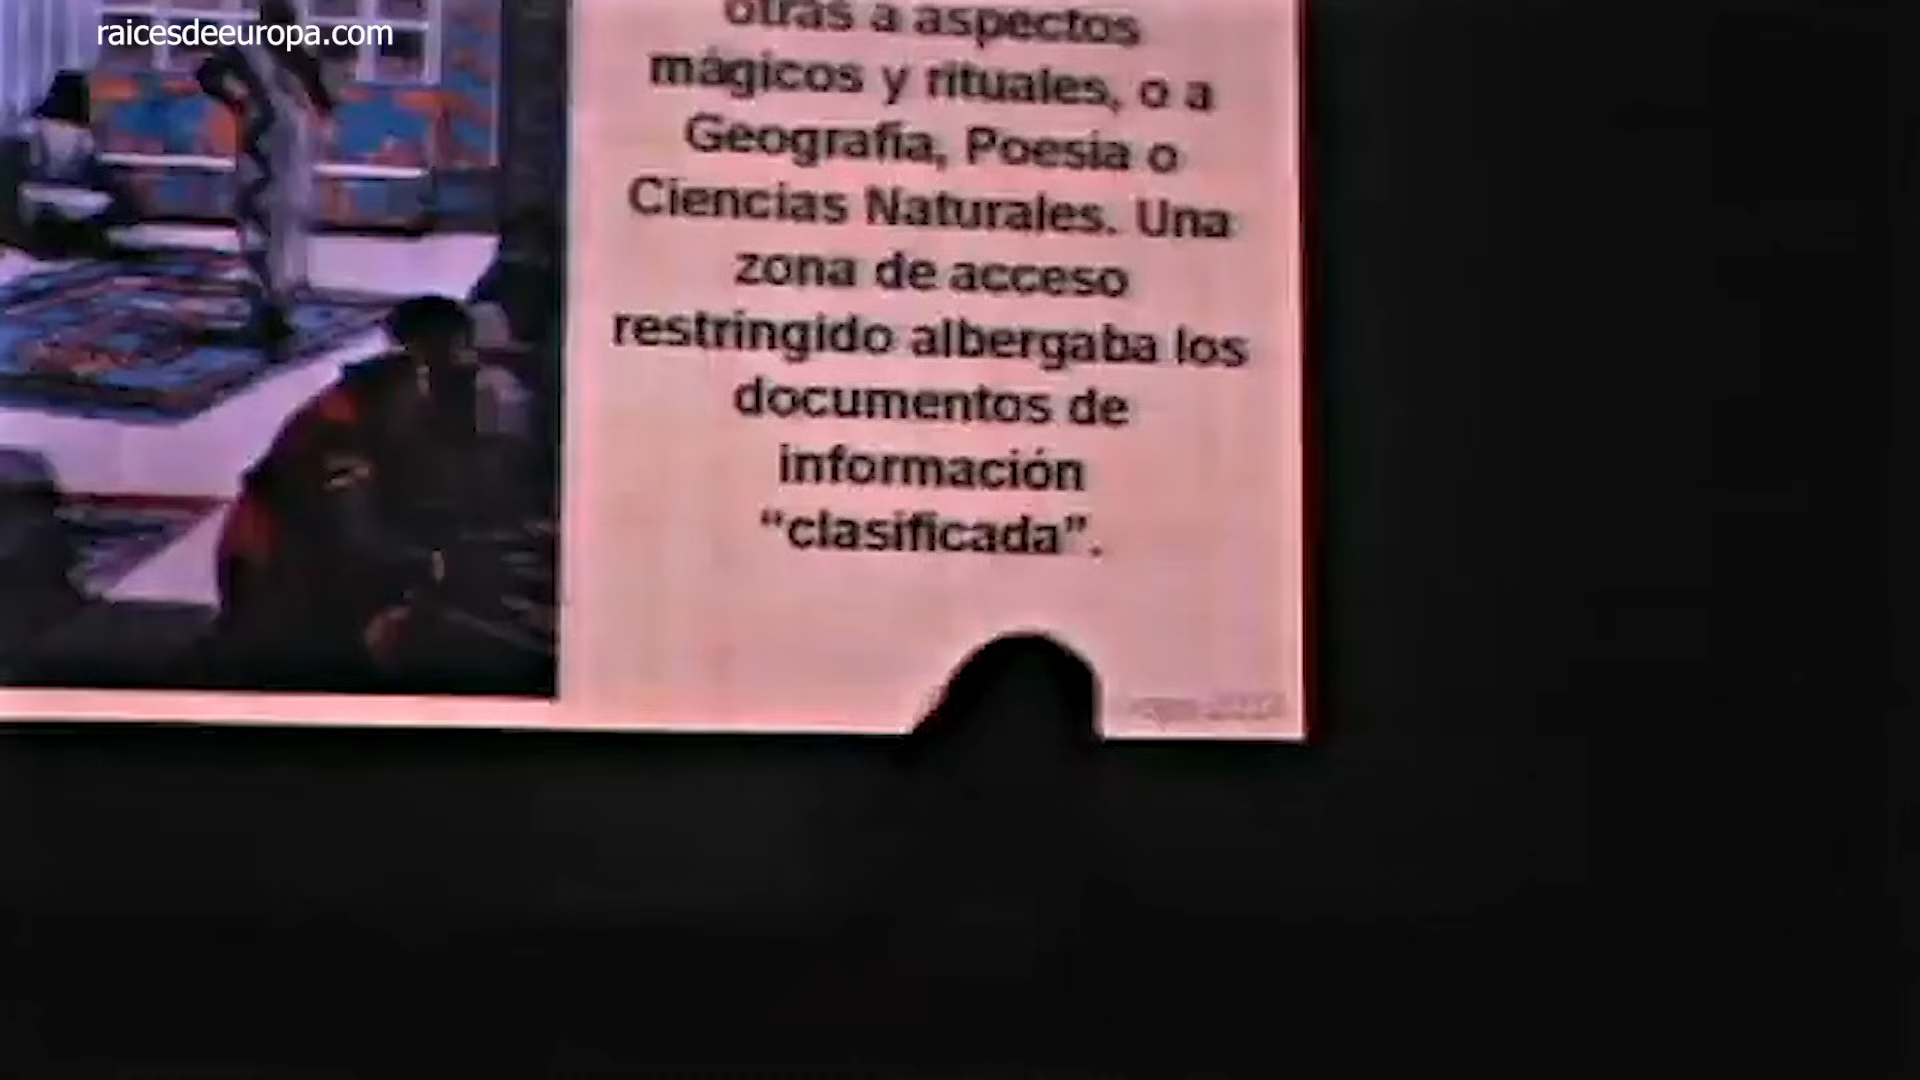 raicesdeeuropa.com
otras a aspectos
mágicos y rituales, o a
Geografía, Poesía o
Ciencias Naturales. Una
zona de acceso
restringido albergaba los
documentos de
información
“clasificada”.